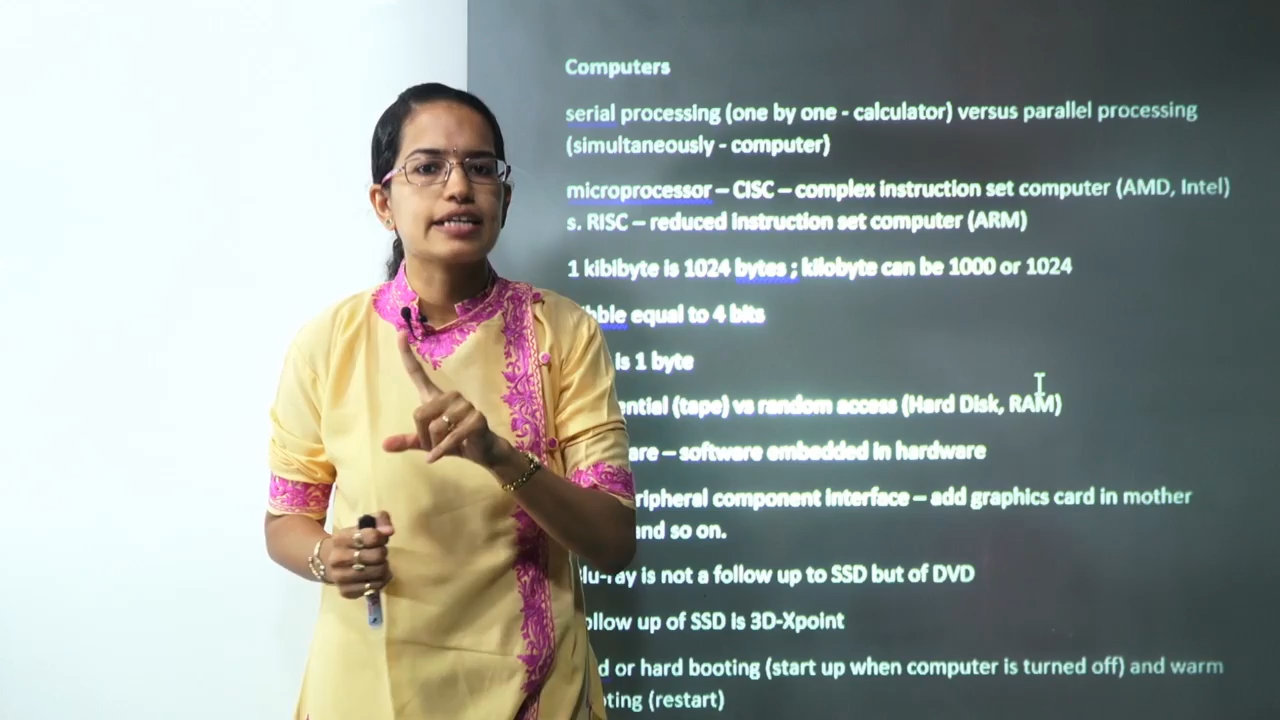 Computers
serial processing (one by one - calculator) versus parallel processing
(simultaneously - computer)
microprocessor – CISC – complex instruction set computer (AMD, Intel)
s. RISC – reduced instruction set computer (ARM)
1 kibibyte is 1024 bytes ; kilobyte can be 1000 or 1024
equal to 4 bits
is 1 byte
(tape) vs random access (Hard Disk, RAM)
– software embedded in hardware
component interface – add graphics card in mother
and so on.
is not a follow up to SSD but of DVD
follow up of SSD is 3D-Xpoint
or hard booting (start up when computer is turned off) and warm
(restart)